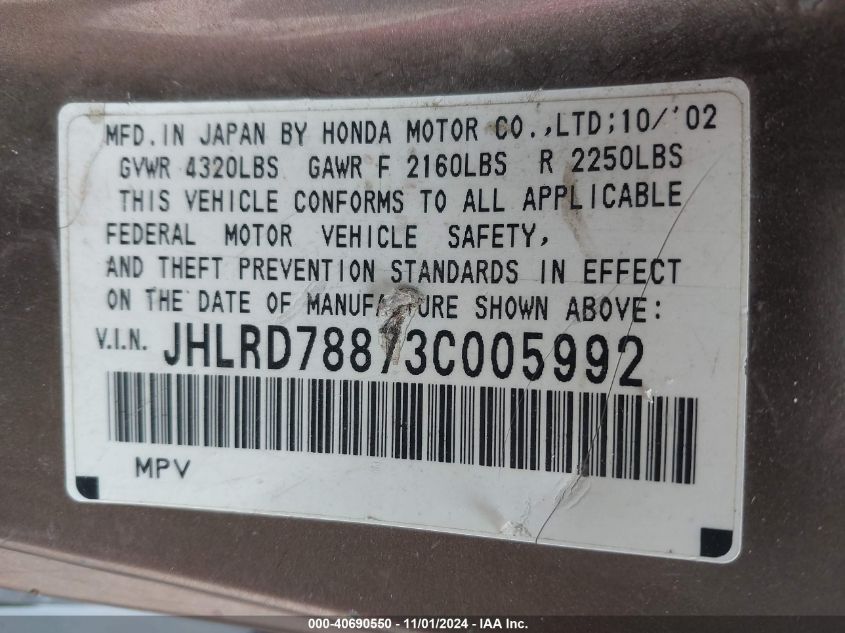 MFD. IN JAPAN BY HONDA MOTOR CO.,LTD;10/'02
GVWR 4320LBS GAWR F 2160LBS R 2250LBS
THIS VEHICLE CONFORMS TO ALL APPLICABLE
FEDERAL MOTOR VEHICLE SAFETY,
AND THEFT PREVENTION STANDARDS IN EFFECT
ON THE DATE OF MANUFACTURE SHOWN ABOVE:
V.I.N. JHLRD78873C005992
MPV
000-40690550 - 11/01/2024 - IAA Inc.